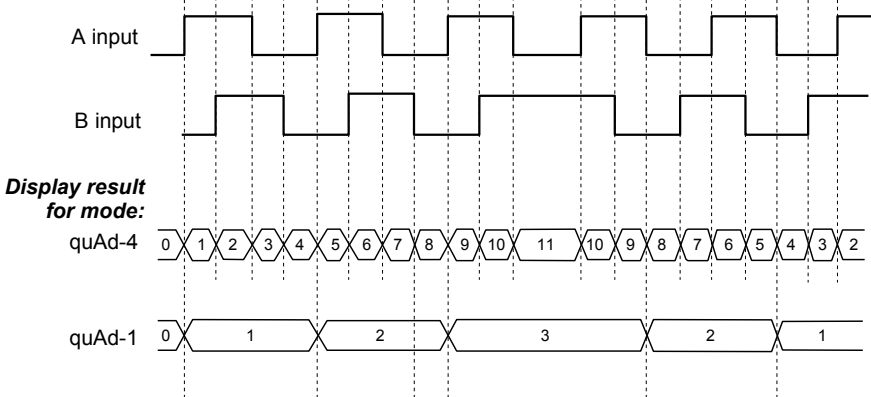 A input
B input
Display result
for mode:
quAd-4 0 1 2 3 4 5 6 7 8 9 10 11 10 9 8 7 6 5 4 3 2
quAd-1 0 1 2 3 2 1